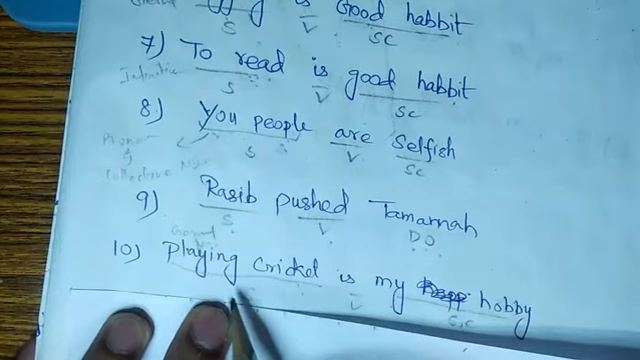 is Good habbit
S V SC
7) To read is good habbit
Infinitive S V SC
8) You people are Selfish
S V SC
9) Rasib pushed Tamannah
S V DO
10) Playing Cricket is my hobby
V SC